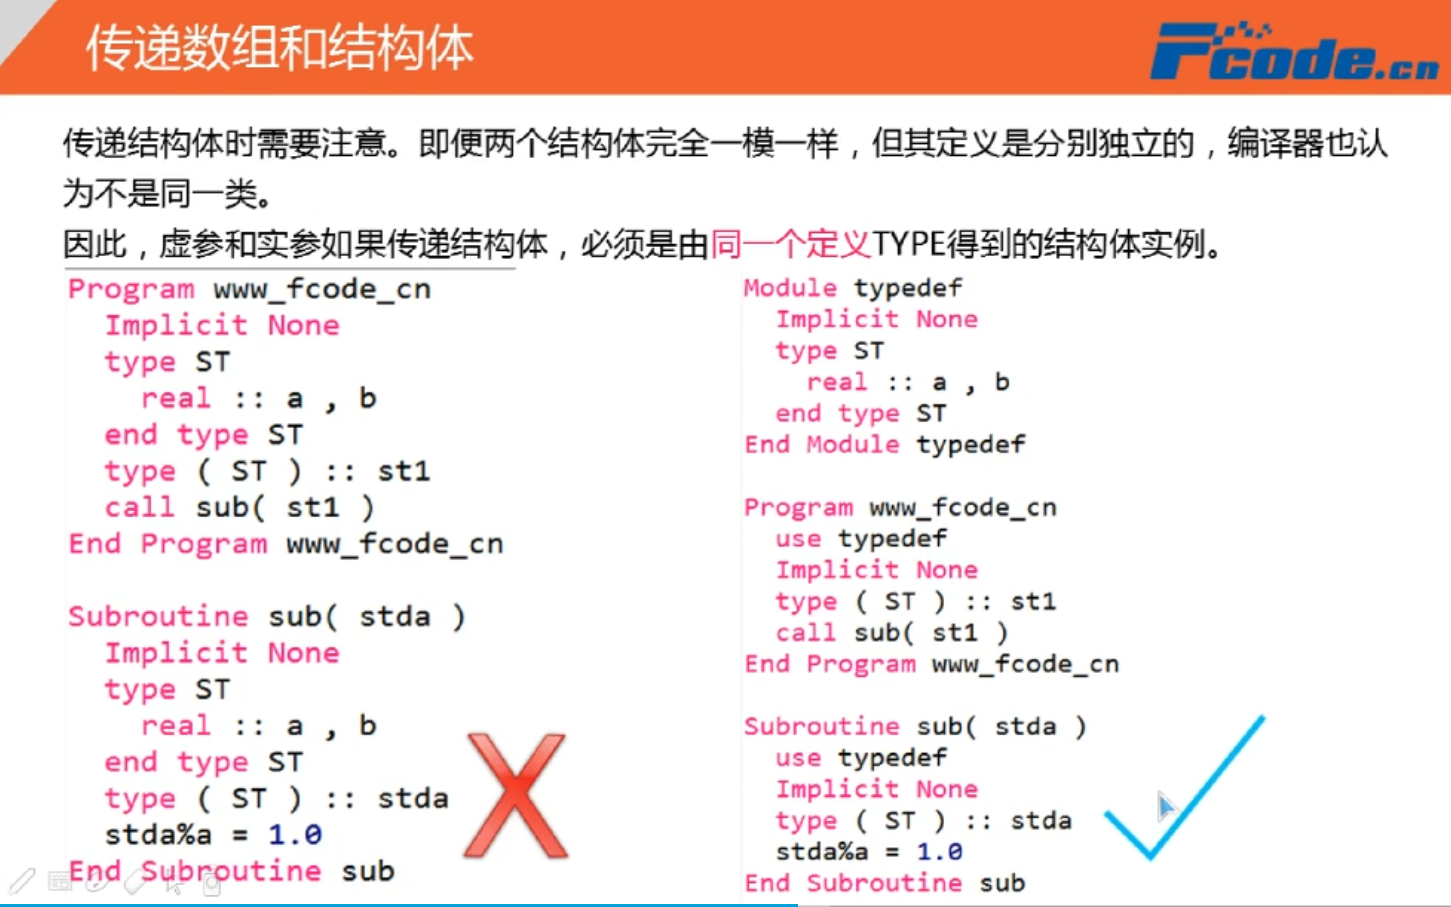 传递数组和结构体
Fcode.cn
传递结构体时需要注意。即便两个结构体完全一模一样，但其定义是分别独立的，编译器也认
为不是同一类。
因此，虚参和实参如果传递结构体，必须是由同一个定义TYPE得到的结构体实例。
Program www_fcode_cn
Implicit None
type ST
real :: a , b
end type ST
type ( ST ) :: st1
call sub( st1 )
End Program www_fcode_cn
Subroutine sub( stda )
Implicit None
type ST
real :: a , b
end type ST
type ( ST ) :: stda
stda%a = 1.0
End Subroutine sub
Module typedef
Implicit None
type ST
real :: a , b
end type ST
End Module typedef
Program www_fcode_cn
use typedef
Implicit None
type ( ST ) :: st1
call sub( st1 )
End Program www_fcode_cn
Subroutine sub( stda )
use typedef
Implicit None
type ( ST ) :: stda
stda%a = 1.0
End Subroutine sub